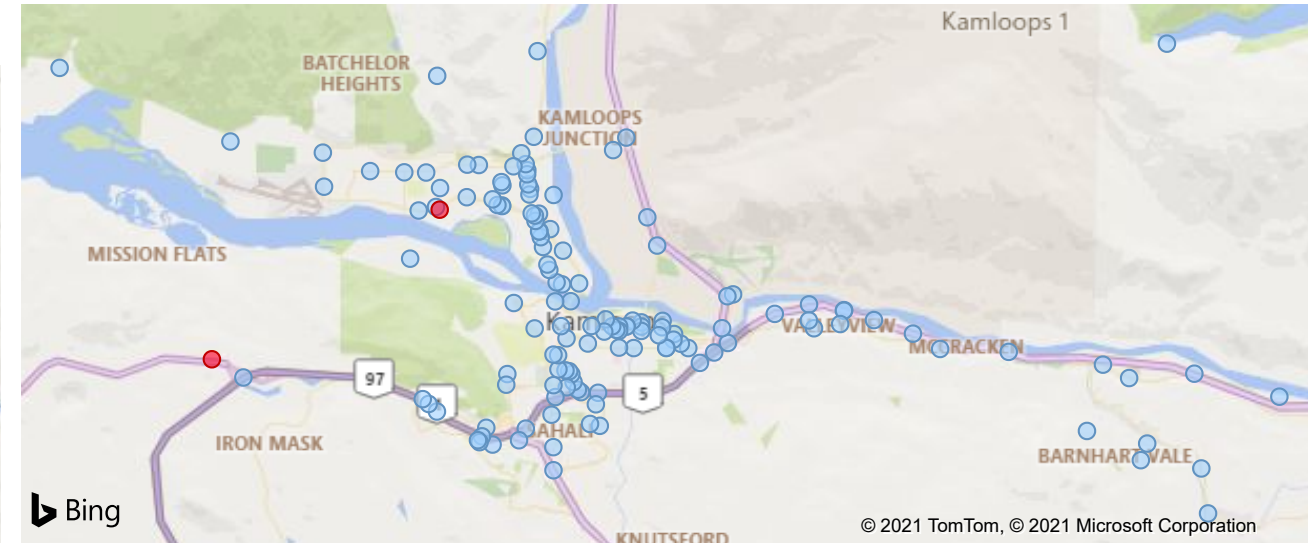 Kamloops 1
BATCHELOR
HEIGHTS
KAMLOOPS
JUNCTION
MISSION FLATS
VALLEYVIEW
MCCRACKEN
97
5
IRON MASK
SAHALI
BARNHARTVALE
Bing
© 2021 TomTom, © 2021 Microsoft Corporation
KNUTSFORD